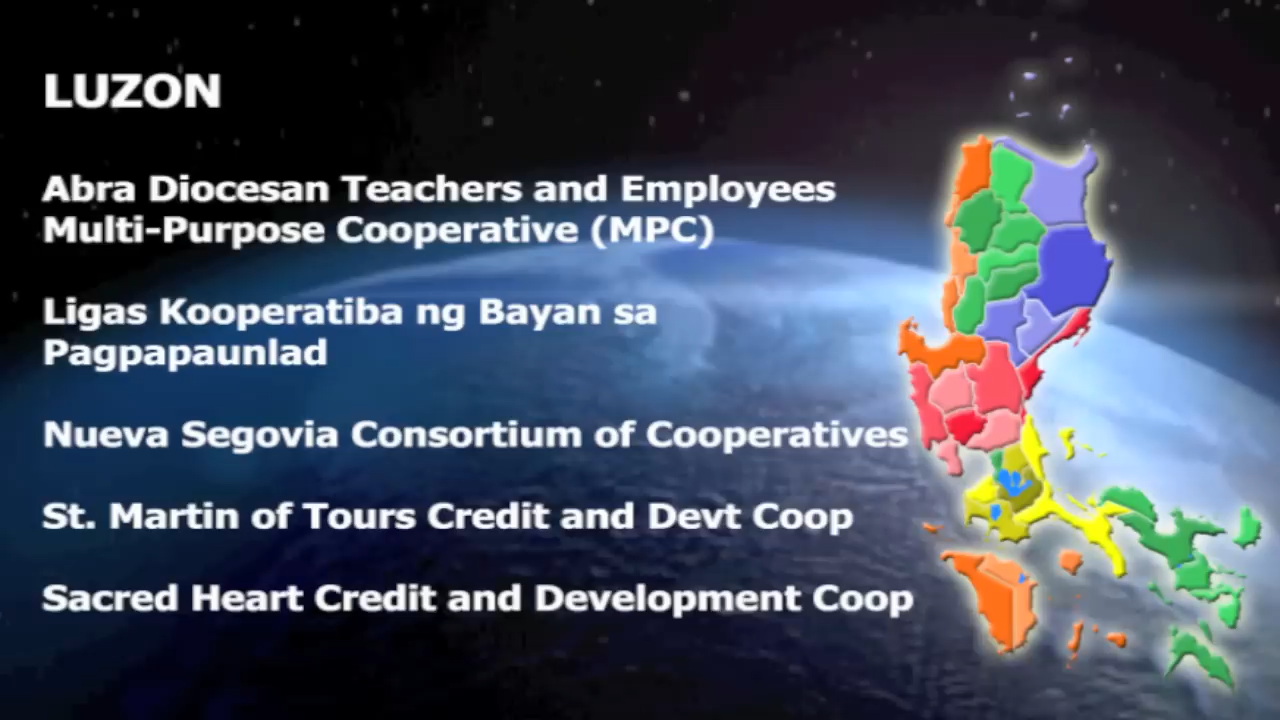 LUZON
Abra Diocesan Teachers and Employees
Multi-Purpose Cooperative (MPC)
Ligas Kooperatiba ng Bayan sa
Pagpapaunlad
Nueva Segovia Consortium of Cooperatives
St. Martin of Tours Credit and Devt Coop
Sacred Heart Credit and Development Coop